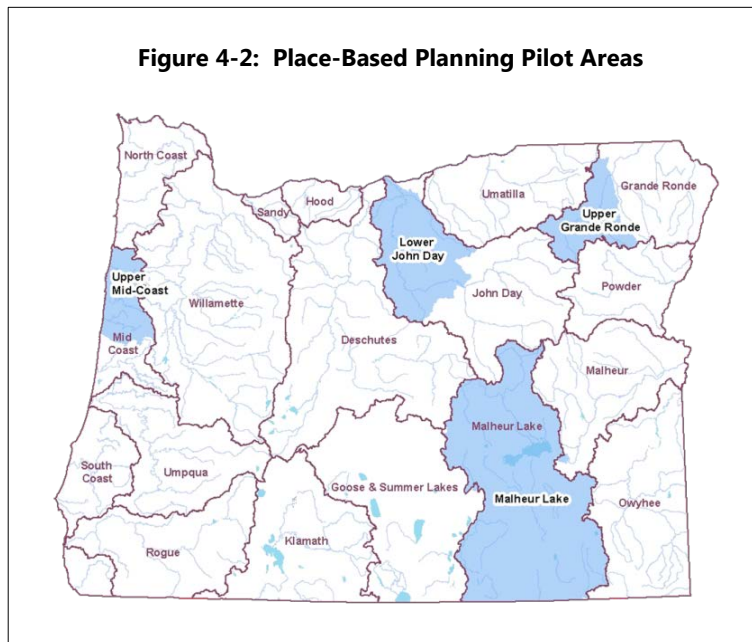 Figure 4-2: Place-Based Planning Pilot Areas
North Coast
Sandy
Hood
Umatilla
Grande Ronde
Upper
Grande Ronde
Lower
John Day
Upper
Mid-Coast
Willamette
John Day
Powder
Mid
Coast
Deschutes
Malheur
Malheur Lake
South
Coast
Umpqua
Goose & Summer Lakes
Malheur Lake
Owyhee
Rogue
Klamath